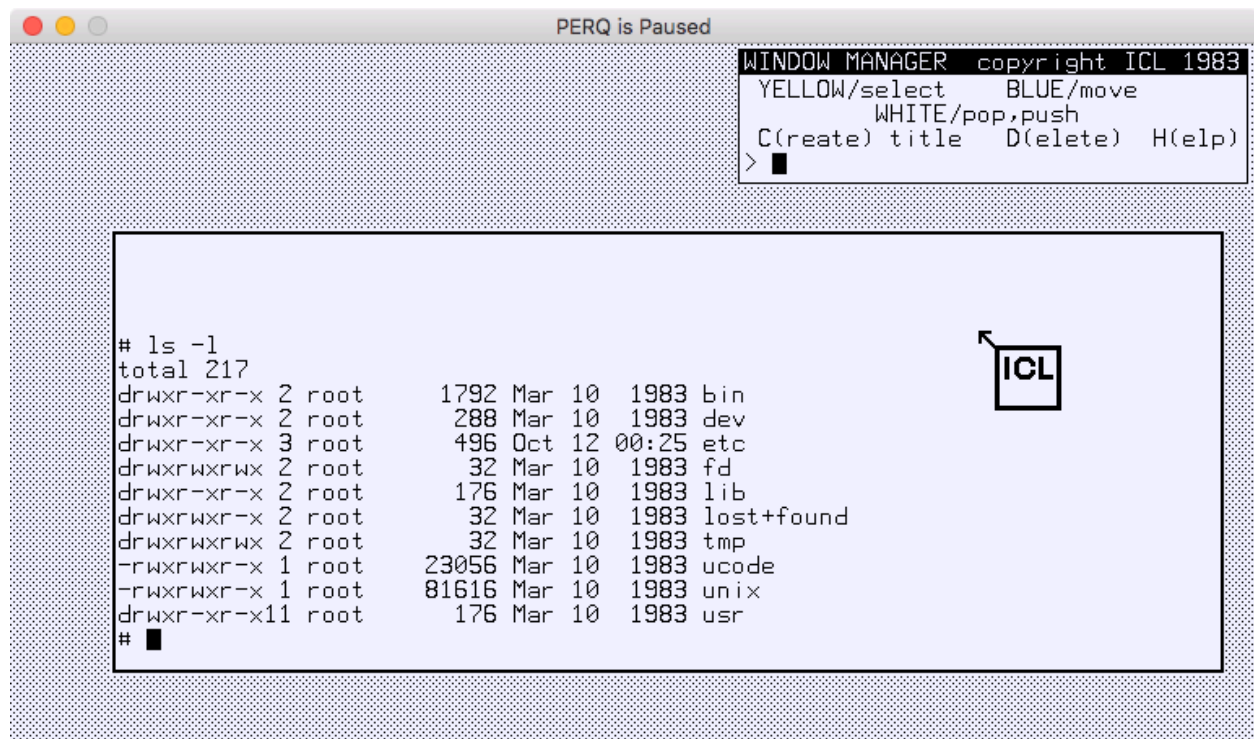 PERQ is Paused
WINDOW MANAGER  copyright ICL 1983
YELLOW/select    BLUE/move
WHITE/pop,push
C(reate) title   D(elete)  H(elp)
>
# ls -l
total 217
drwxr-xr-x 2 root     1792 Mar 10  1983 bin
drwxr-xr-x 2 root      288 Mar 10  1983 dev
drwxr-xr-x 3 root      496 Oct 12 00:25 etc
drwxrwxrwx 2 root       32 Mar 10  1983 fd
drwxr-xr-x 2 root      176 Mar 10  1983 lib
drwxrwxr-x 2 root       32 Mar 10  1983 lost+found
drwxrwxrwx 2 root       32 Mar 10  1983 tmp
-rwxrwxr-x 1 root    23056 Mar 10  1983 ucode
-rwxrwxr-x 1 root    81616 Mar 10  1983 unix
drwxr-xr-x11 root      176 Mar 10  1983 usr
#
ICL